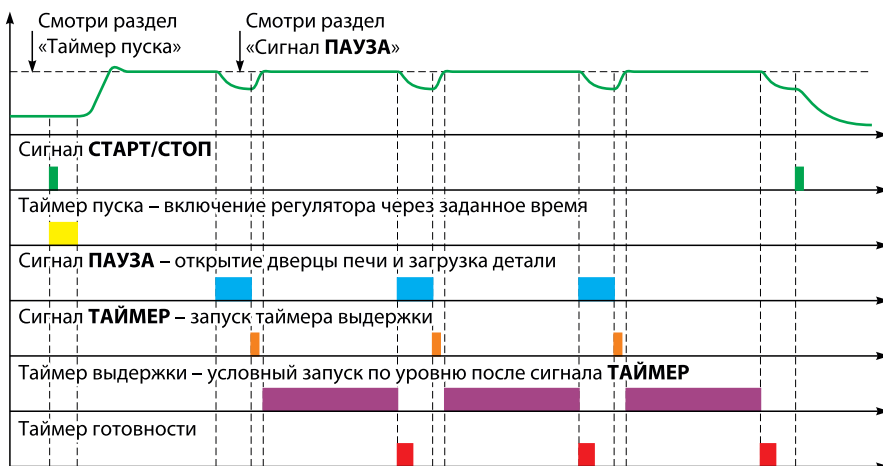 Смотри раздел
«Таймер пуска»
Смотри раздел
«Сигнал ПАУЗА»
Сигнал СТАРТ/СТОП
Таймер пуска – включение регулятора через заданное время
Сигнал ПАУЗА – открытие дверцы печи и загрузка детали
Сигнал ТАЙМЕР – запуск таймера выдержки
Таймер выдержки – условный запуск по уровню после сигнала ТАЙМЕР
Таймер готовности